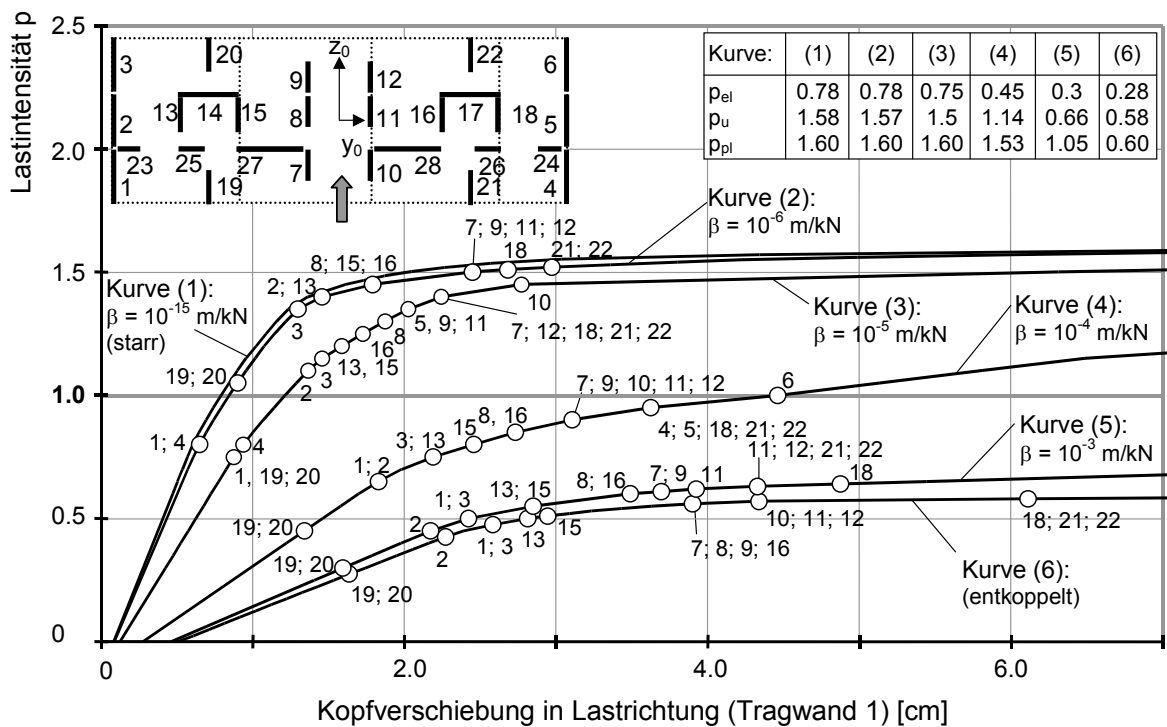 Lastintensität p
2.5
2.0
1.5
1.0
0.5
0
3
20
z0
22
6
9
12
13
14
15
8
11
16
17
18
2
5
y0
23
25
27
7
10
28
26
24
1
19
21
4
Kurve: (1) (2) (3) (4) (5) (6)
pel 0.78 0.78 0.75 0.45 0.3 0.28
pu 1.58 1.57 1.5 1.14 0.66 0.58
ppl 1.60 1.60 1.60 1.53 1.05 0.60
Kurve (1):
β = 10-15 m/kN
(starr)
Kurve (2):
β = 10-6 m/kN
Kurve (3):
β = 10-5 m/kN
Kurve (4):
β = 10-4 m/kN
Kurve (5):
β = 10-3 m/kN
Kurve (6):
(entkoppelt)
1; 4
19; 20
3
2; 13
8; 15; 16
7; 9; 11; 12
18
21; 22
1, 19; 20
4
2
3
13, 15
16
8
5, 9; 11
7; 12; 18; 21; 22
10
19; 20
1; 2
3; 13
15
8, 16
7; 9; 10; 11; 12
4; 5; 18; 21; 22
6
19; 20
2
1; 3
13; 15
8; 16
7; 9
11
11; 12; 21; 22
18
19; 20
2
1; 3
13
15
7; 8; 9; 16
10; 11; 12
18; 21; 22
0
2.0
4.0
6.0
Kopfverschiebung in Lastrichtung (Tragwand 1) [cm]